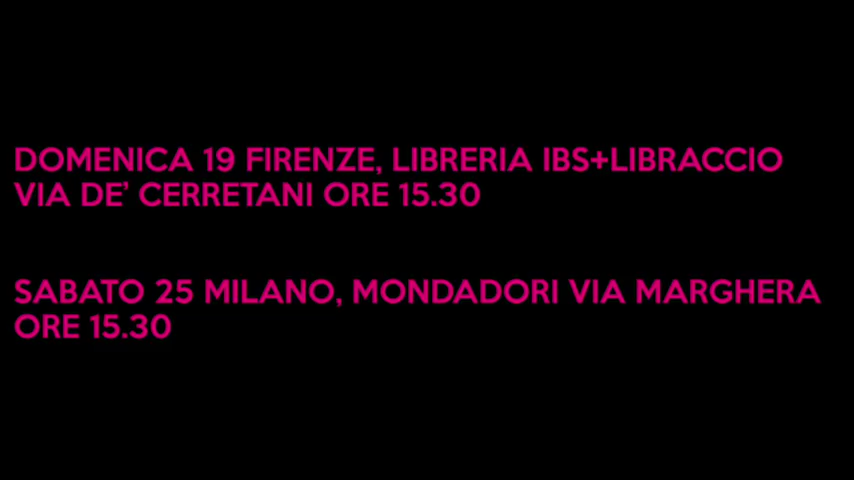 DOMENICA 19 FIRENZE, LIBRERIA IBS+LIBRACCIO
VIA DE' CERRETANI ORE 15.30
SABATO 25 MILANO, MONDADORI VIA MARGHERA
ORE 15.30